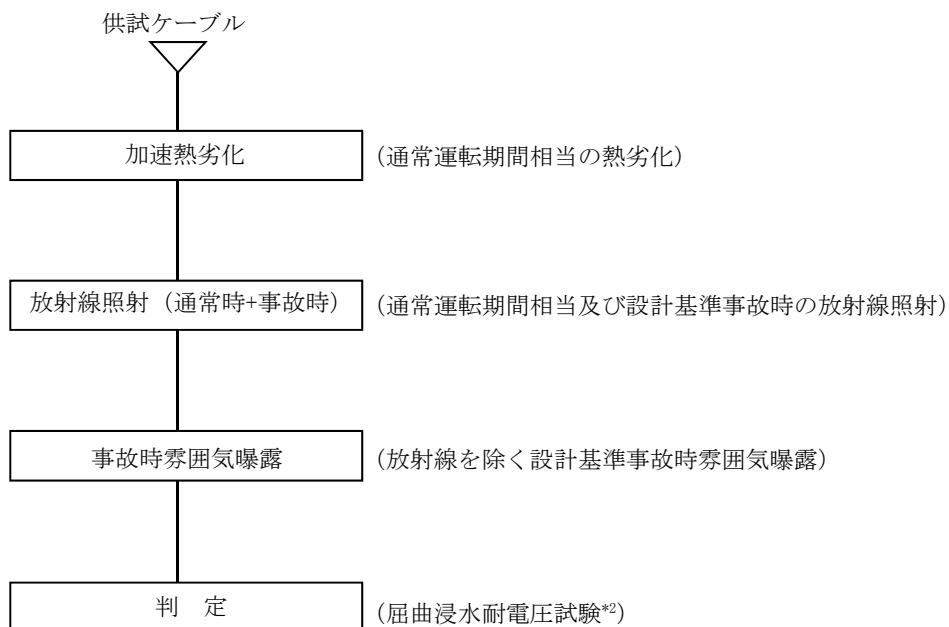 供試ケーブル
加速熱劣化 （通常運転期間相当の熱劣化）
放射線照射（通常時+事故時） （通常運転期間相当及び設計基準事故時の放射線照射）
事故時雰囲気曝露 （放射線を除く設計基準事故時雰囲気曝露）
判　定 （屈曲浸水耐電圧試験*2）